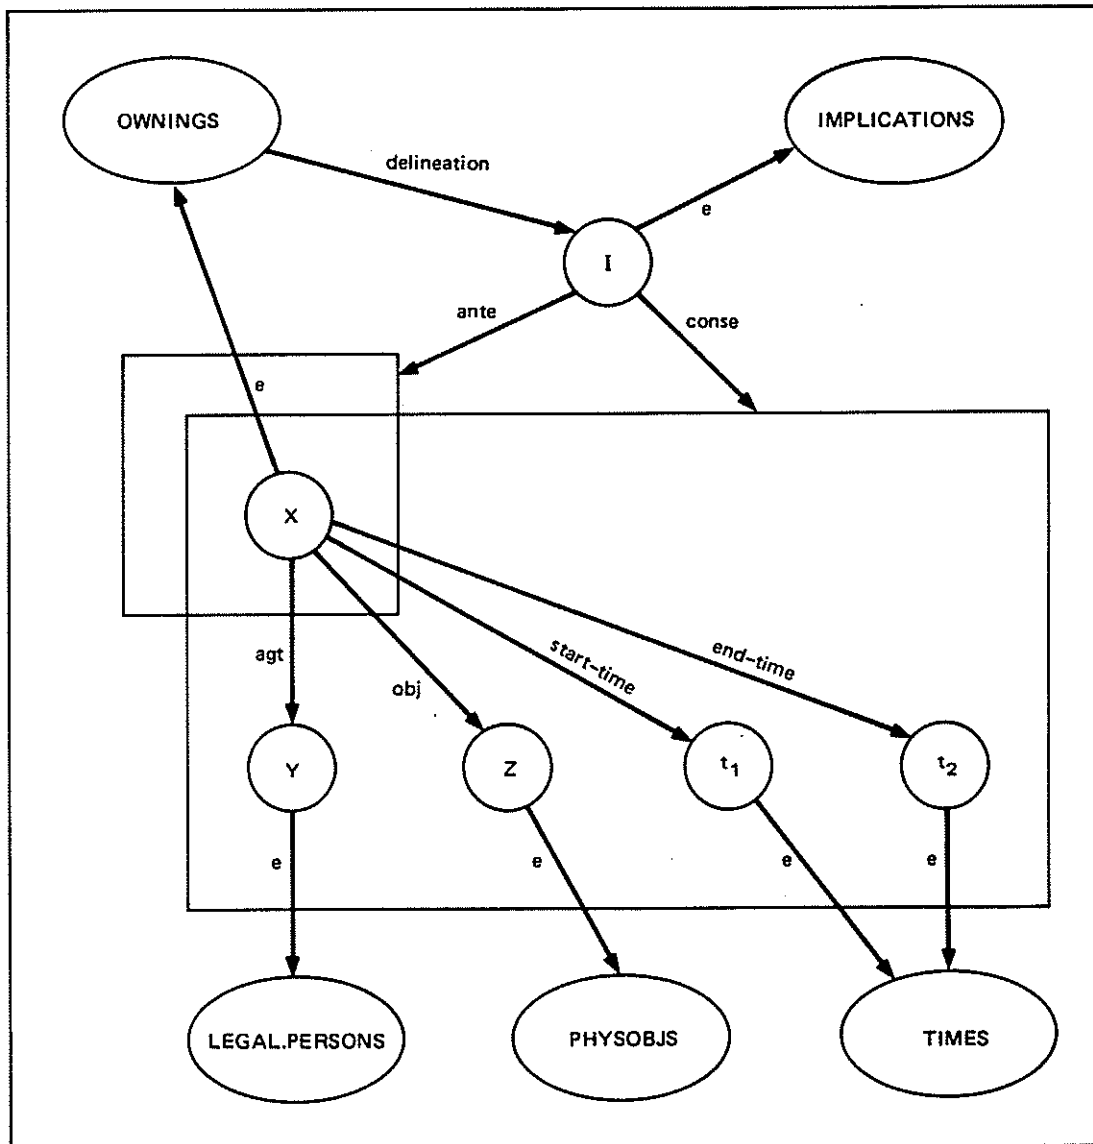 OWNINGS
IMPLICATIONS
delineation
e
I
ante
conse
e
X
agt
obj
start-time
end-time
Y
Z
t₁
t₂
e
e
e
e
LEGAL.PERSONS
PHYSOBJS
TIMES